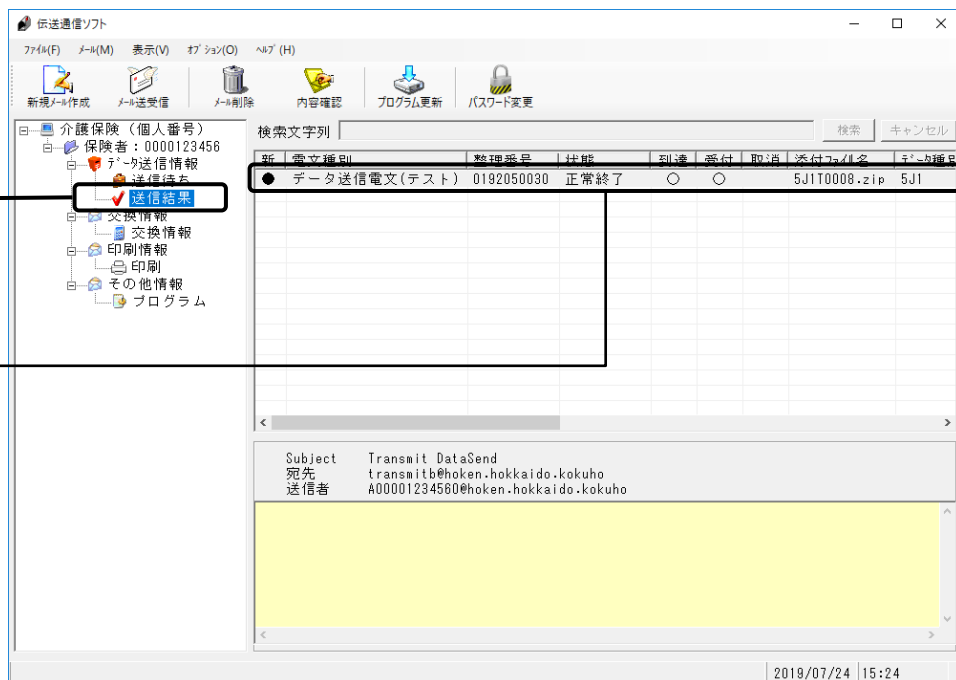 伝送通信ソフト
ファイル(F) メール(M) 表示(V) オプション(O) ヘルプ(H)
新規メール作成 メール送受信 メール削除 内容確認 プログラム更新 パスワード変更
介護保険（個人番号）
保険者：0000123456
データ送信情報
送信待ち
送信結果
交換情報
交換情報
印刷情報
印刷
その他情報
プログラム
検索文字列 検索 キャンセル
新 電文種別 整理番号 状態 到達 受付 取消 添付ファイル名 データ種別
● データ送信電文(テスト) 0192050030 正常終了 ○ ○ 5J1T0008.zip 5J1
Subject Transmit DataSend
宛先 transmitb@hoken.hokkaido.kokuho
送信者 A00001234560@hoken.hokkaido.kokuho
2019/07/24 15:24